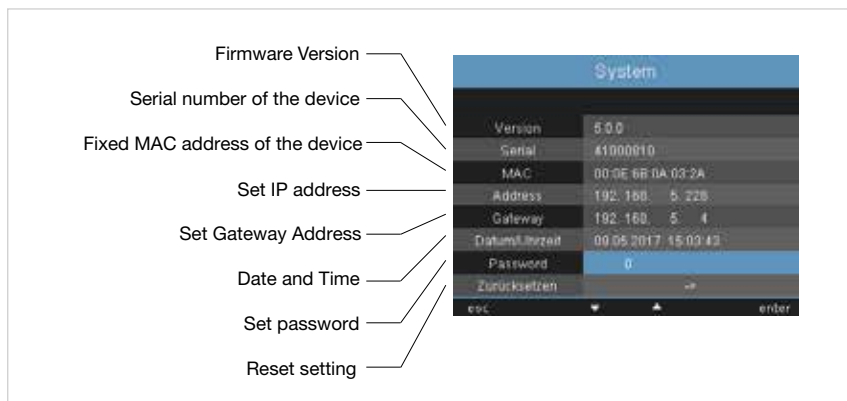 Firmware Version
Serial number of the device
Fixed MAC address of the device
Set IP address
Set Gateway Address
Date and Time
Set password
Reset setting
System
Version 5.0.0
Serial 41000010
MAC 00:0E:6B:0A:03:2A
Address 192. 168. 5. 228
Gateway 192. 168. 5. 4
Datum/Uhrzeit 09.05.2017 15:03:43
Password 0
Zurücksetzen ->
esc enter